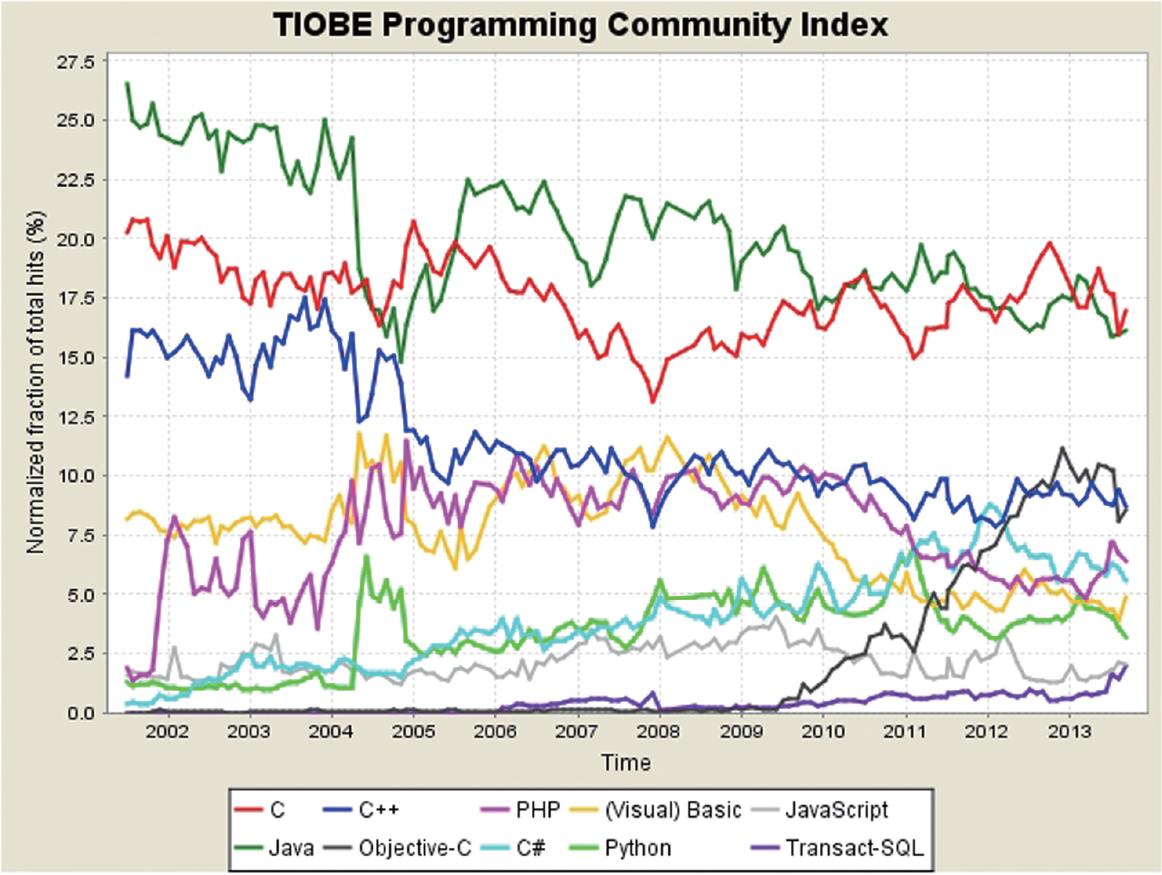 TIOBE Programming Community Index
Normalized fraction of total hits (%)
27.5
25.0
22.5
20.0
17.5
15.0
12.5
10.0
7.5
5.0
2.5
0.0
2002 2003 2004 2005 2006 2007 2008 2009 2010 2011 2012 2013
Time
C C++ PHP (Visual) Basic JavaScript
Java Objective-C C# Python Transact-SQL